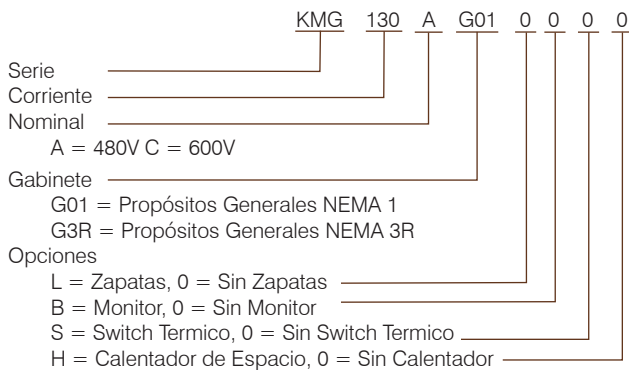 KMG 130 A G01 0 0 0 0
Serie
Corriente
Nominal
A = 480V C = 600V
Gabinete
G01 = Propósitos Generales NEMA 1
G3R = Propósitos Generales NEMA 3R
Opciones
L = Zapatas, 0 = Sin Zapatas
B = Monitor, 0 = Sin Monitor
S = Switch Termico, 0 = Sin Switch Termico
H = Calentador de Espacio, 0 = Sin Calentador